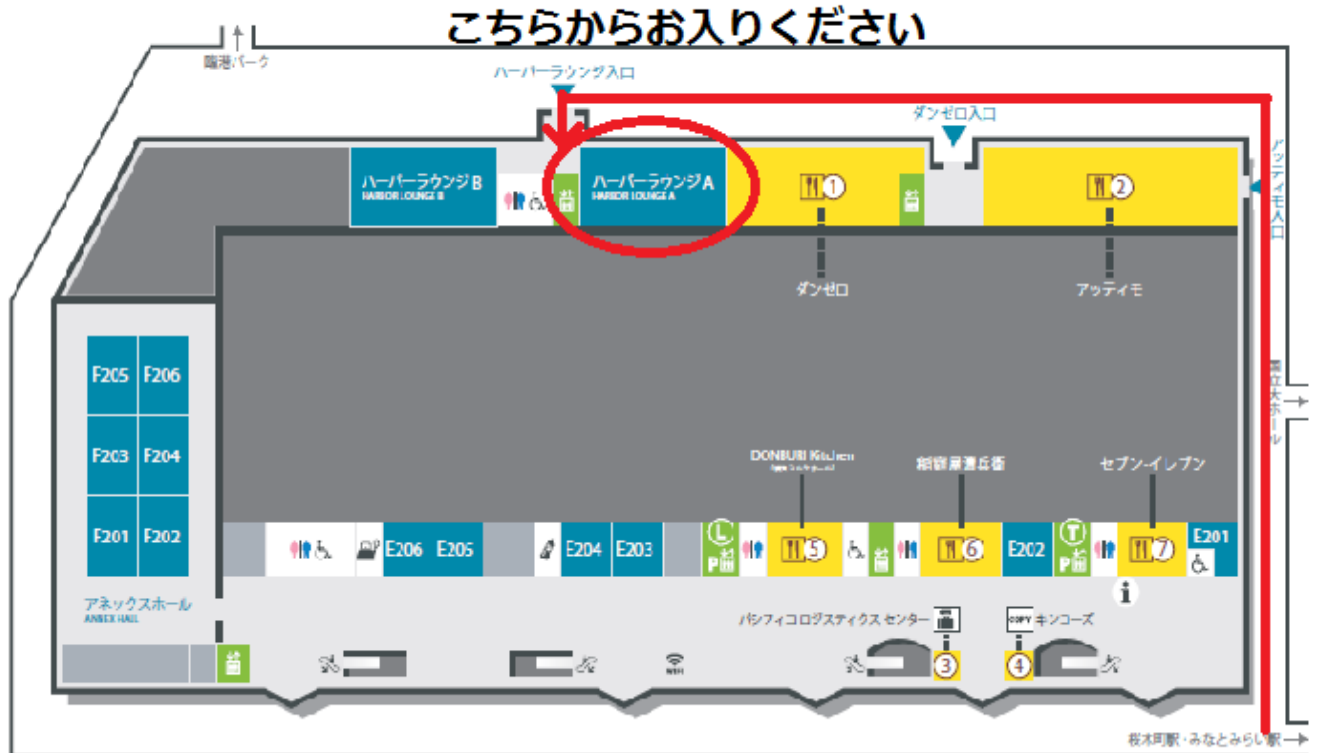 こちらからお入りください
臨港パーク
ハーバーラウンジ入口
ダンゼロ入口
アッティモ入口
ハーバーラウンジ B
HARBOR LOUNGE B
ハーバーラウンジ A
HARBOR LOUNGE A
1
2
ダンゼロ
アッティモ
F205
F206
国立大ホール
F203
F204
DONBURI Kitchen
セブン-イレブン
F201
F202
E206
E205
E204
E203
L
P
5
6
E202
T
P
7
E201
アネックスホール
ANNEX HALL
i
パシフィコロジスティクス センター
COPY
キンコーズ
WiFi
3
4
桜木町駅・みなとみらい駅